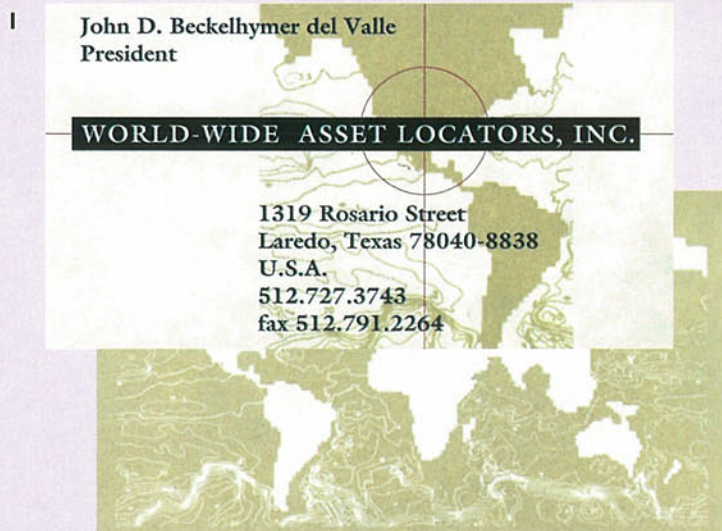 1
John D. Beckelhymer del Valle
President
WORLD-WIDE ASSET LOCATORS, INC.
1319 Rosario Street
Laredo, Texas 78040-8838
U.S.A.
512.727.3743
fax 512.791.2264